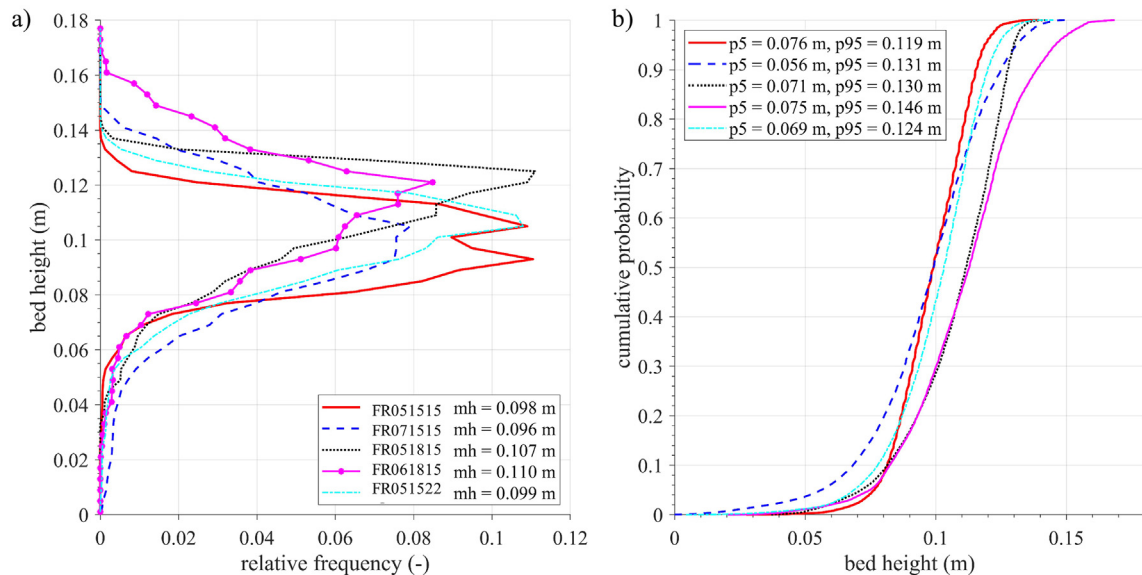 a)
0.18
0.16
0.14
0.12
0.1
0.08
0.06
0.04
0.02
0
bed height (m)
FR051515 mh = 0.098 m
FR071515 mh = 0.096 m
FR051815 mh = 0.107 m
FR061815 mh = 0.110 m
FR051522 mh = 0.099 m
0 0.02 0.04 0.06 0.08 0.1 0.12
relative frequency (-)
b)
1
0.9
0.8
0.7
0.6
0.5
0.4
0.3
0.2
0.1
0
cumulative probability
p5 = 0.076 m, p95 = 0.119 m
p5 = 0.056 m, p95 = 0.131 m
p5 = 0.071 m, p95 = 0.130 m
p5 = 0.075 m, p95 = 0.146 m
p5 = 0.069 m, p95 = 0.124 m
0 0.05 0.1 0.15
bed height (m)